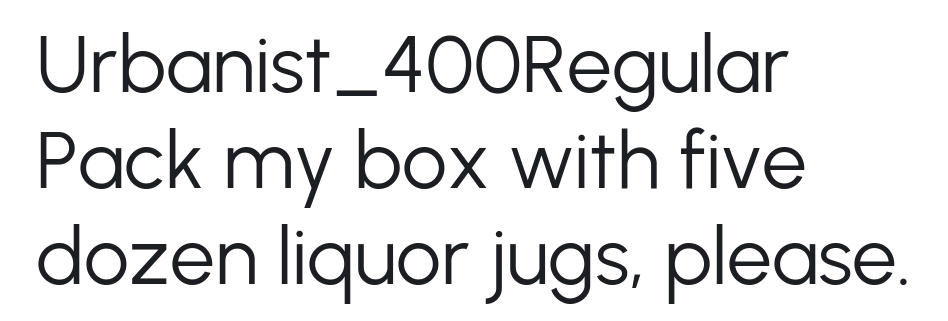 Urbanist_400Regular
Pack my box with five
dozen liquor jugs, please.